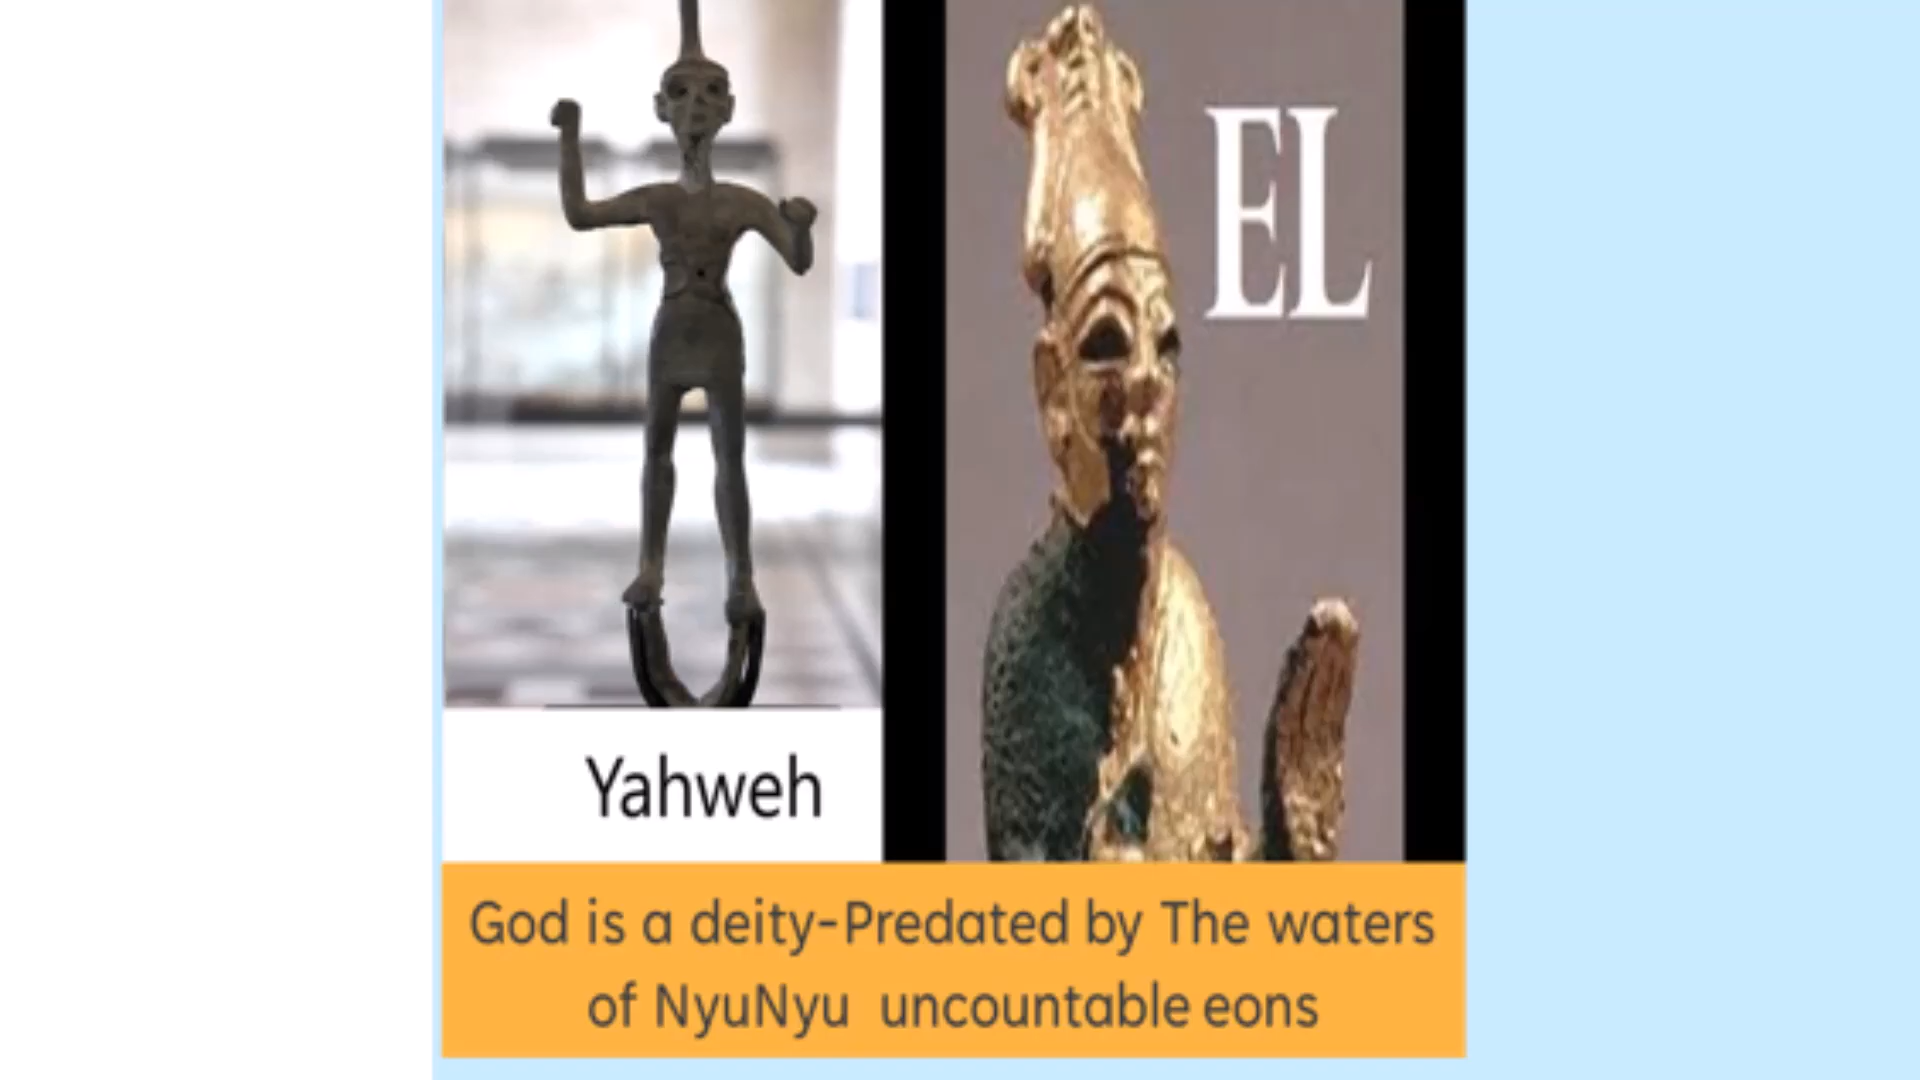 EL
Yahweh
God is a deity-Predated by The waters
of NyuNyu uncountable eons